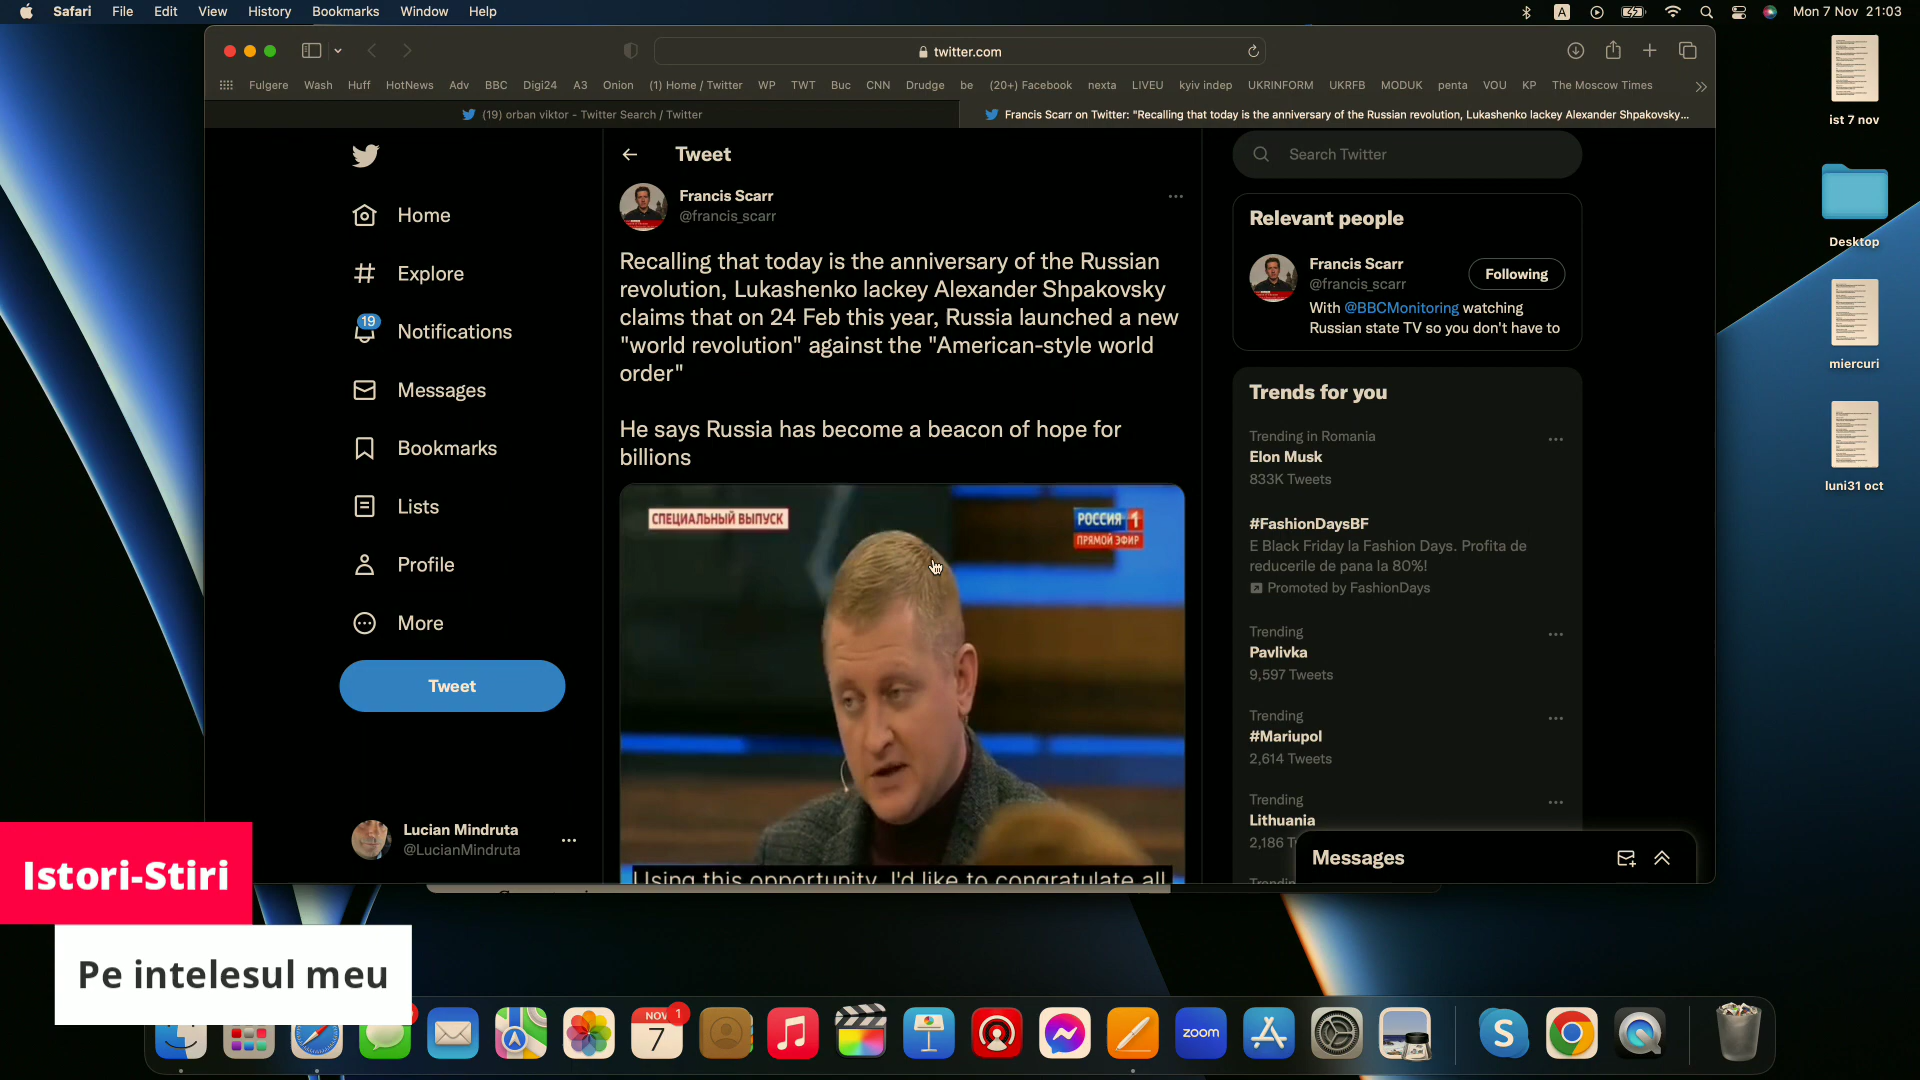 Safari File Edit View History Bookmarks Window Help
A
Mon 7 Nov 21:03
twitter.com
Fulgere Wash Huff HotNews Adv BBC Digi24 A3 Onion (1) Home / Twitter WP TWT Buc CNN Drudge be (20+) Facebook nexta LIVEU kyiv indep UKRINFORM UKRFB MODUK penta VOU KP The Moscow Times
(19) orban viktor - Twitter Search / Twitter
Francis Scarr on Twitter: "Recalling that today is the anniversary of the Russian revolution, Lukashenko lackey Alexander Shpakovsky...
Home
Explore
19
Notifications
Messages
Bookmarks
Lists
Profile
More
Tweet
Lucian Mindruta
@LucianMindruta
Tweet
Francis Scarr
@francis_scarr
Recalling that today is the anniversary of the Russian
revolution, Lukashenko lackey Alexander Shpakovsky
claims that on 24 Feb this year, Russia launched a new
"world revolution" against the "American-style world
order"
He says Russia has become a beacon of hope for
billions
СПЕЦИАЛЬНЫЙ ВЫПУСК
РОССИЯ 1
ПРЯМОЙ ЭФИР
Using this opportunity, I'd like to congratulate all
Search Twitter
Relevant people
Francis Scarr
@francis_scarr
Following
With @BBCMonitoring watching
Russian state TV so you don't have to
Trends for you
Trending in Romania
Elon Musk
833K Tweets
#FashionDaysBF
E Black Friday la Fashion Days. Profita de
reducerile de pana la 80%!
Promoted by FashionDays
Trending
Pavlivka
9,597 Tweets
Trending
#Mariupol
2,614 Tweets
Trending
Lithuania
2,186
Messages
ist 7 nov
Desktop
miercuri
luni31 oct
Istori-Stiri
Pe intelesul meu
NOV
7
1
zoom